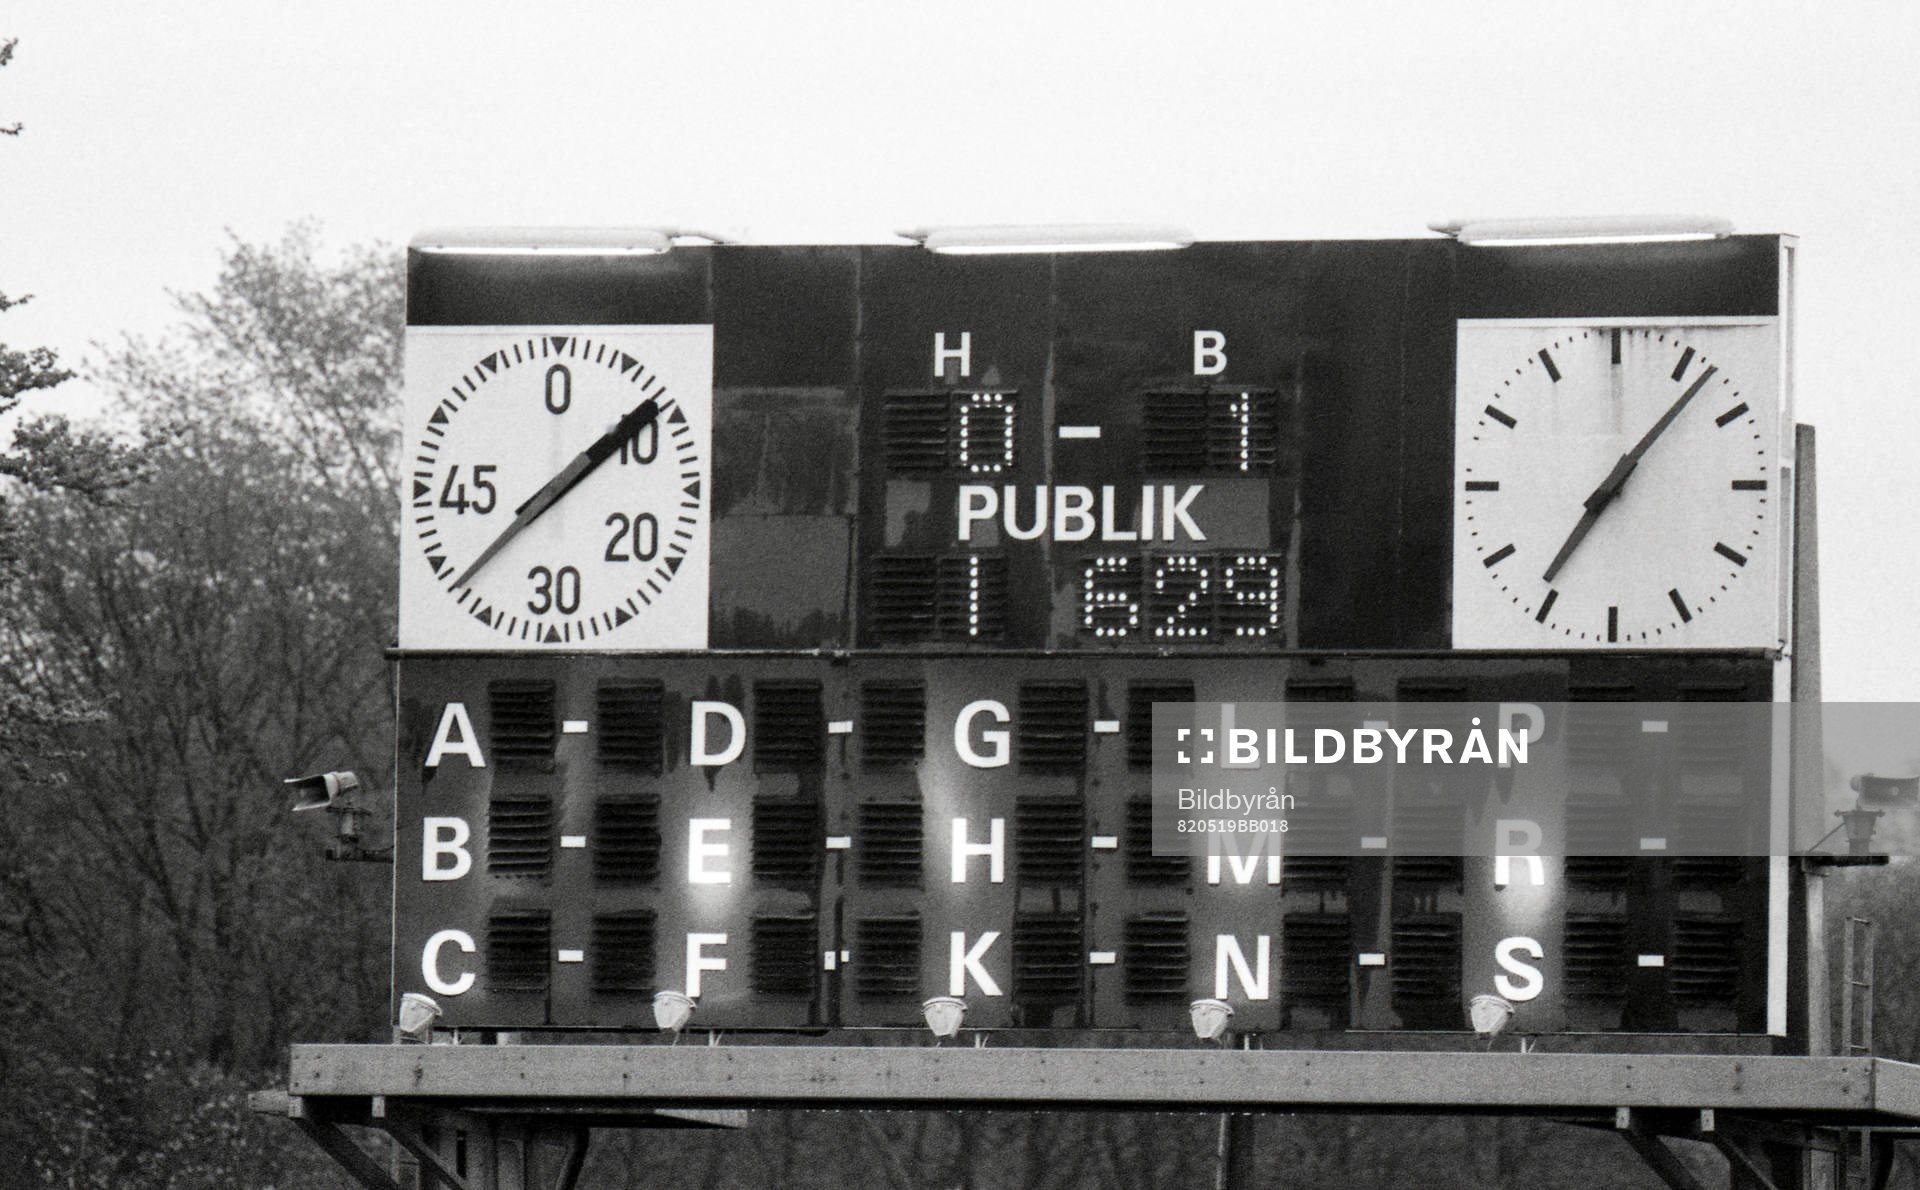 H B
0 - 1
PUBLIK
1 629
0
10
45
20
30
A - D - G - L - P -
B - E - H - M - R -
C - F - K - N - S -
BILDBYRÅN
Bildbyrån
820519BB018